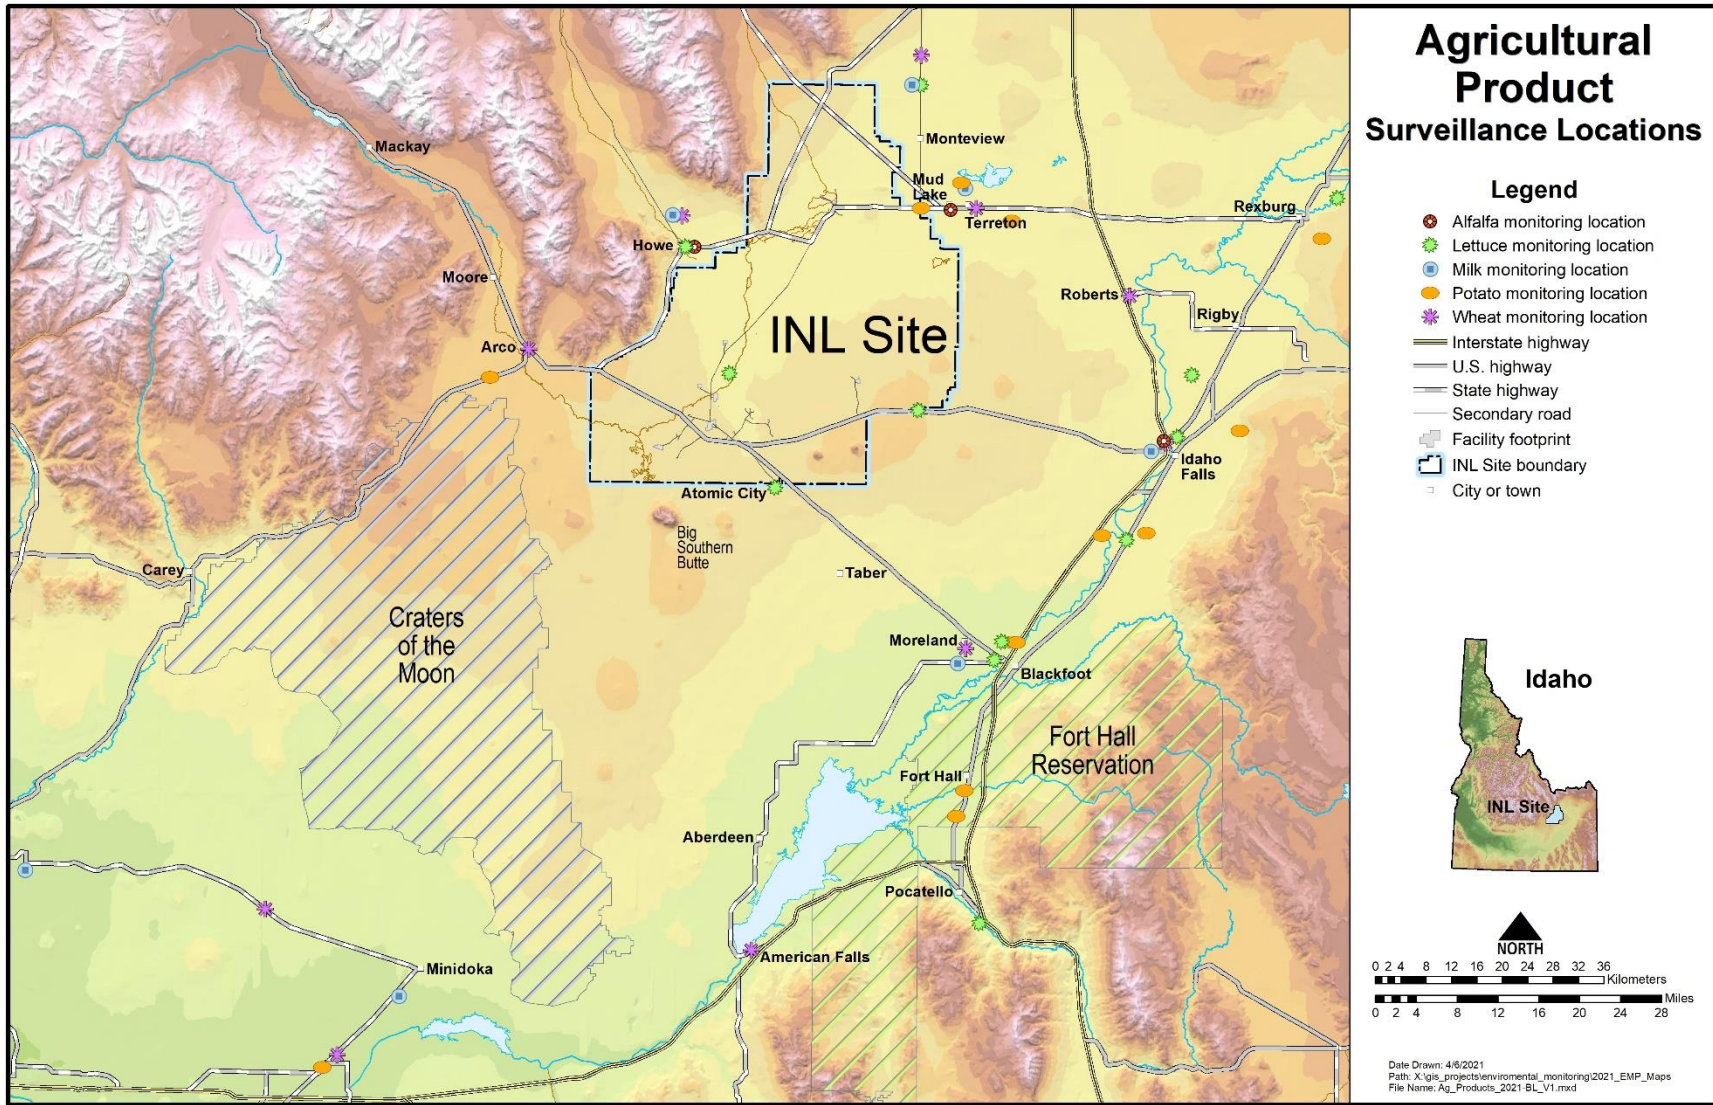 Agricultural
Product
Surveillance Locations
Legend
Alfalfa monitoring location
Lettuce monitoring location
Milk monitoring location
Potato monitoring location
Wheat monitoring location
Interstate highway
U.S. highway
State highway
Secondary road
Facility footprint
INL Site boundary
City or town
Idaho
INL Site
NORTH
0 2 4 8 12 16 20 24 28 32 36
Kilometers
Miles
0 2 4 8 12 16 20 24 28
Date Drawn: 4/6/2021
Path: X:\gis_projects\enviromental_monitoring\2021_EMP_Maps
File Name: Ag_Products_2021-BL_V1.mxd
Mackay
Monteview
Mud
Lake
Terreton
Rexburg
Howe
Moore
Roberts
Rigby
INL Site
Arco
Idaho
Falls
Atomic City
Big
Southern
Butte
Carey
Taber
Craters
of the
Moon
Moreland
Blackfoot
Fort Hall
Reservation
Fort Hall
Aberdeen
Pocatello
American Falls
Minidoka